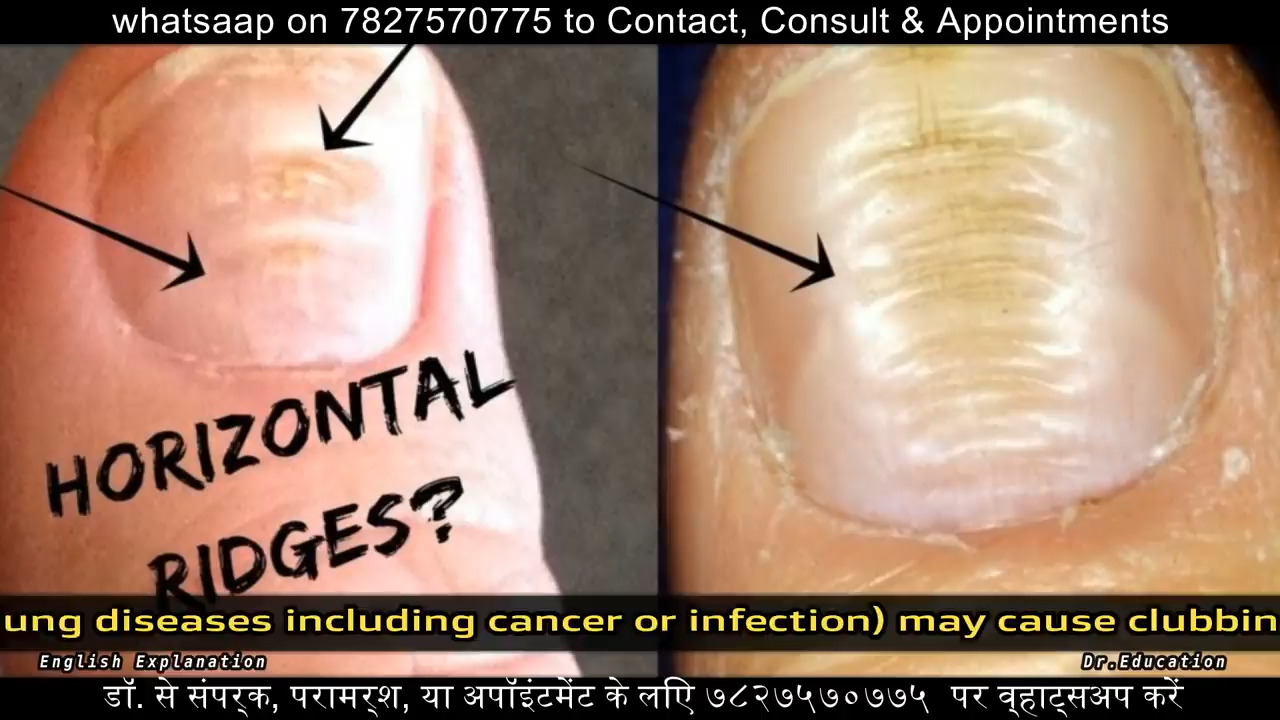 whatsaap on 7827570775 to Contact, Consult & Appointments
HORIZONTAL
RIDGES?
ung diseases including cancer or infection) may cause clubbin
English Explanation
Dr.Education
डॉ. से संपर्क, परामर्श, या अपॉइंटमेंट के लिए ७८२७५७०७७५ पर व्हाट्सअप करें